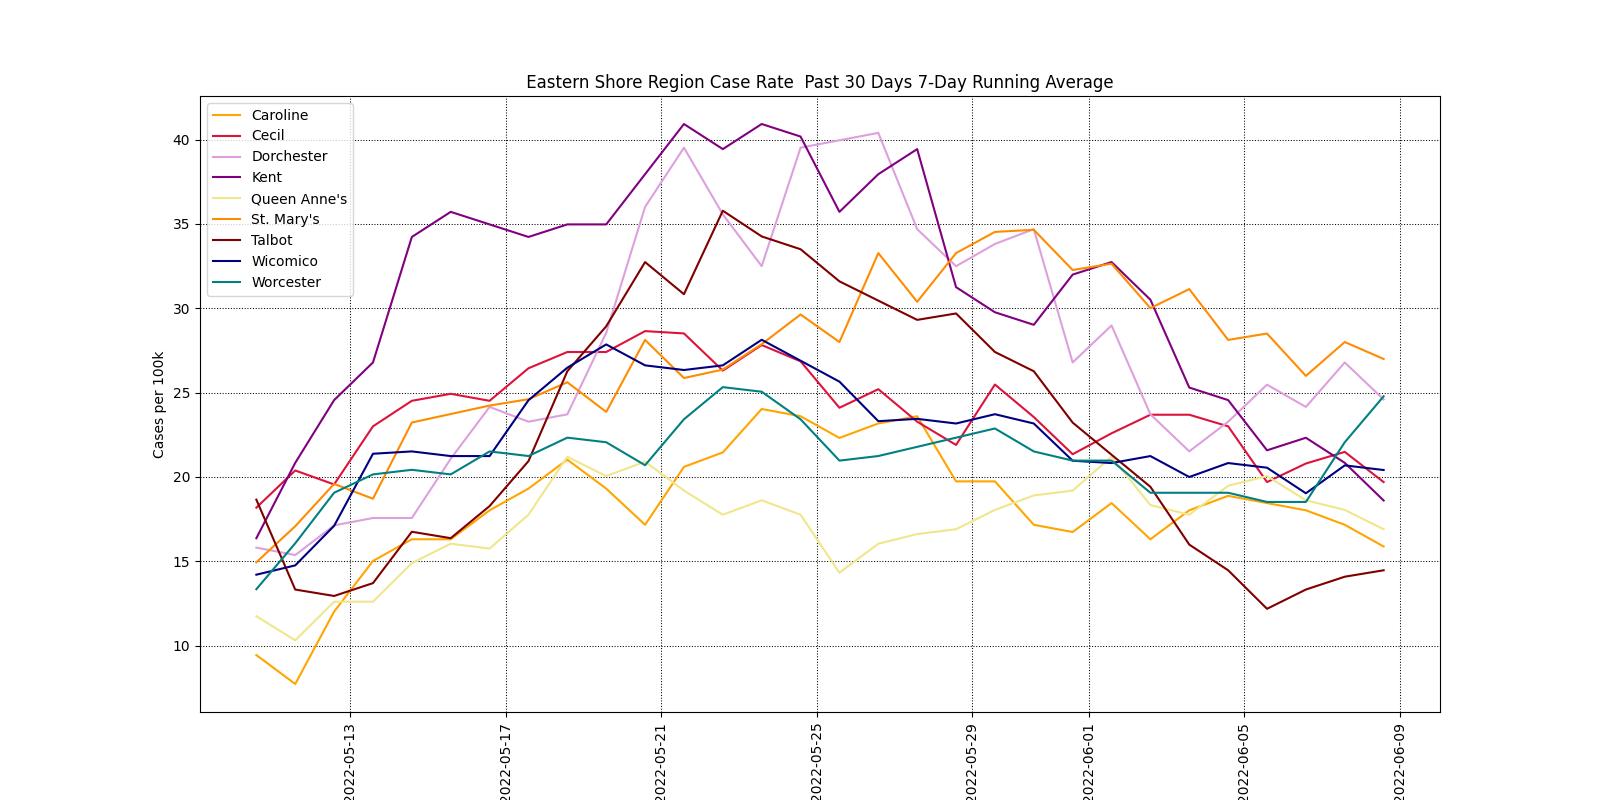 Eastern Shore Region Case Rate  Past 30 Days 7-Day Running Average
Caroline
Cecil
Dorchester
Kent
Queen Anne's
St. Mary's
Talbot
Wicomico
Worcester
Cases per 100k
40
35
30
25
20
15
10
2022-05-13
2022-05-17
2022-05-21
2022-05-25
2022-05-29
2022-06-01
2022-06-05
2022-06-09